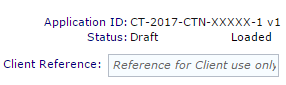 Application ID: CT-2017-CTN-XXXXX-1 v1
Status: Draft Loaded
Client Reference: Reference for Client use only